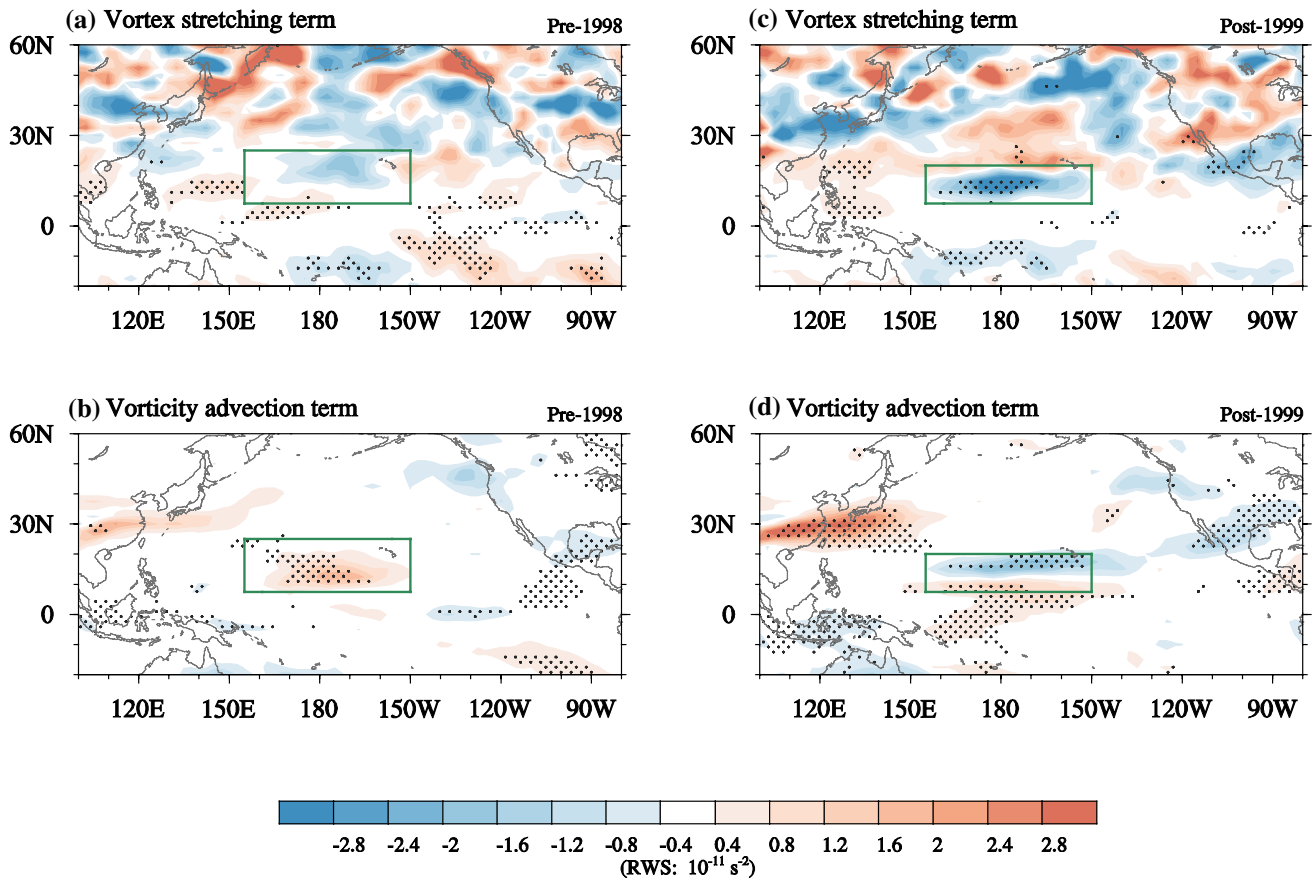 (a) Vortex stretching term Pre-1998
60N
30N
0
120E 150E 180 150W 120W 90W
(c) Vortex stretching term Post-1999
60N
30N
0
120E 150E 180 150W 120W 90W
(b) Vorticity advection term Pre-1998
60N
30N
0
120E 150E 180 150W 120W 90W
(d) Vorticity advection term Post-1999
60N
30N
0
120E 150E 180 150W 120W 90W
-2.8 -2.4 -2 -1.6 -1.2 -0.8 -0.4 0.4 0.8 1.2 1.6 2 2.4 2.8
(RWS: 10⁻¹¹ s⁻²)